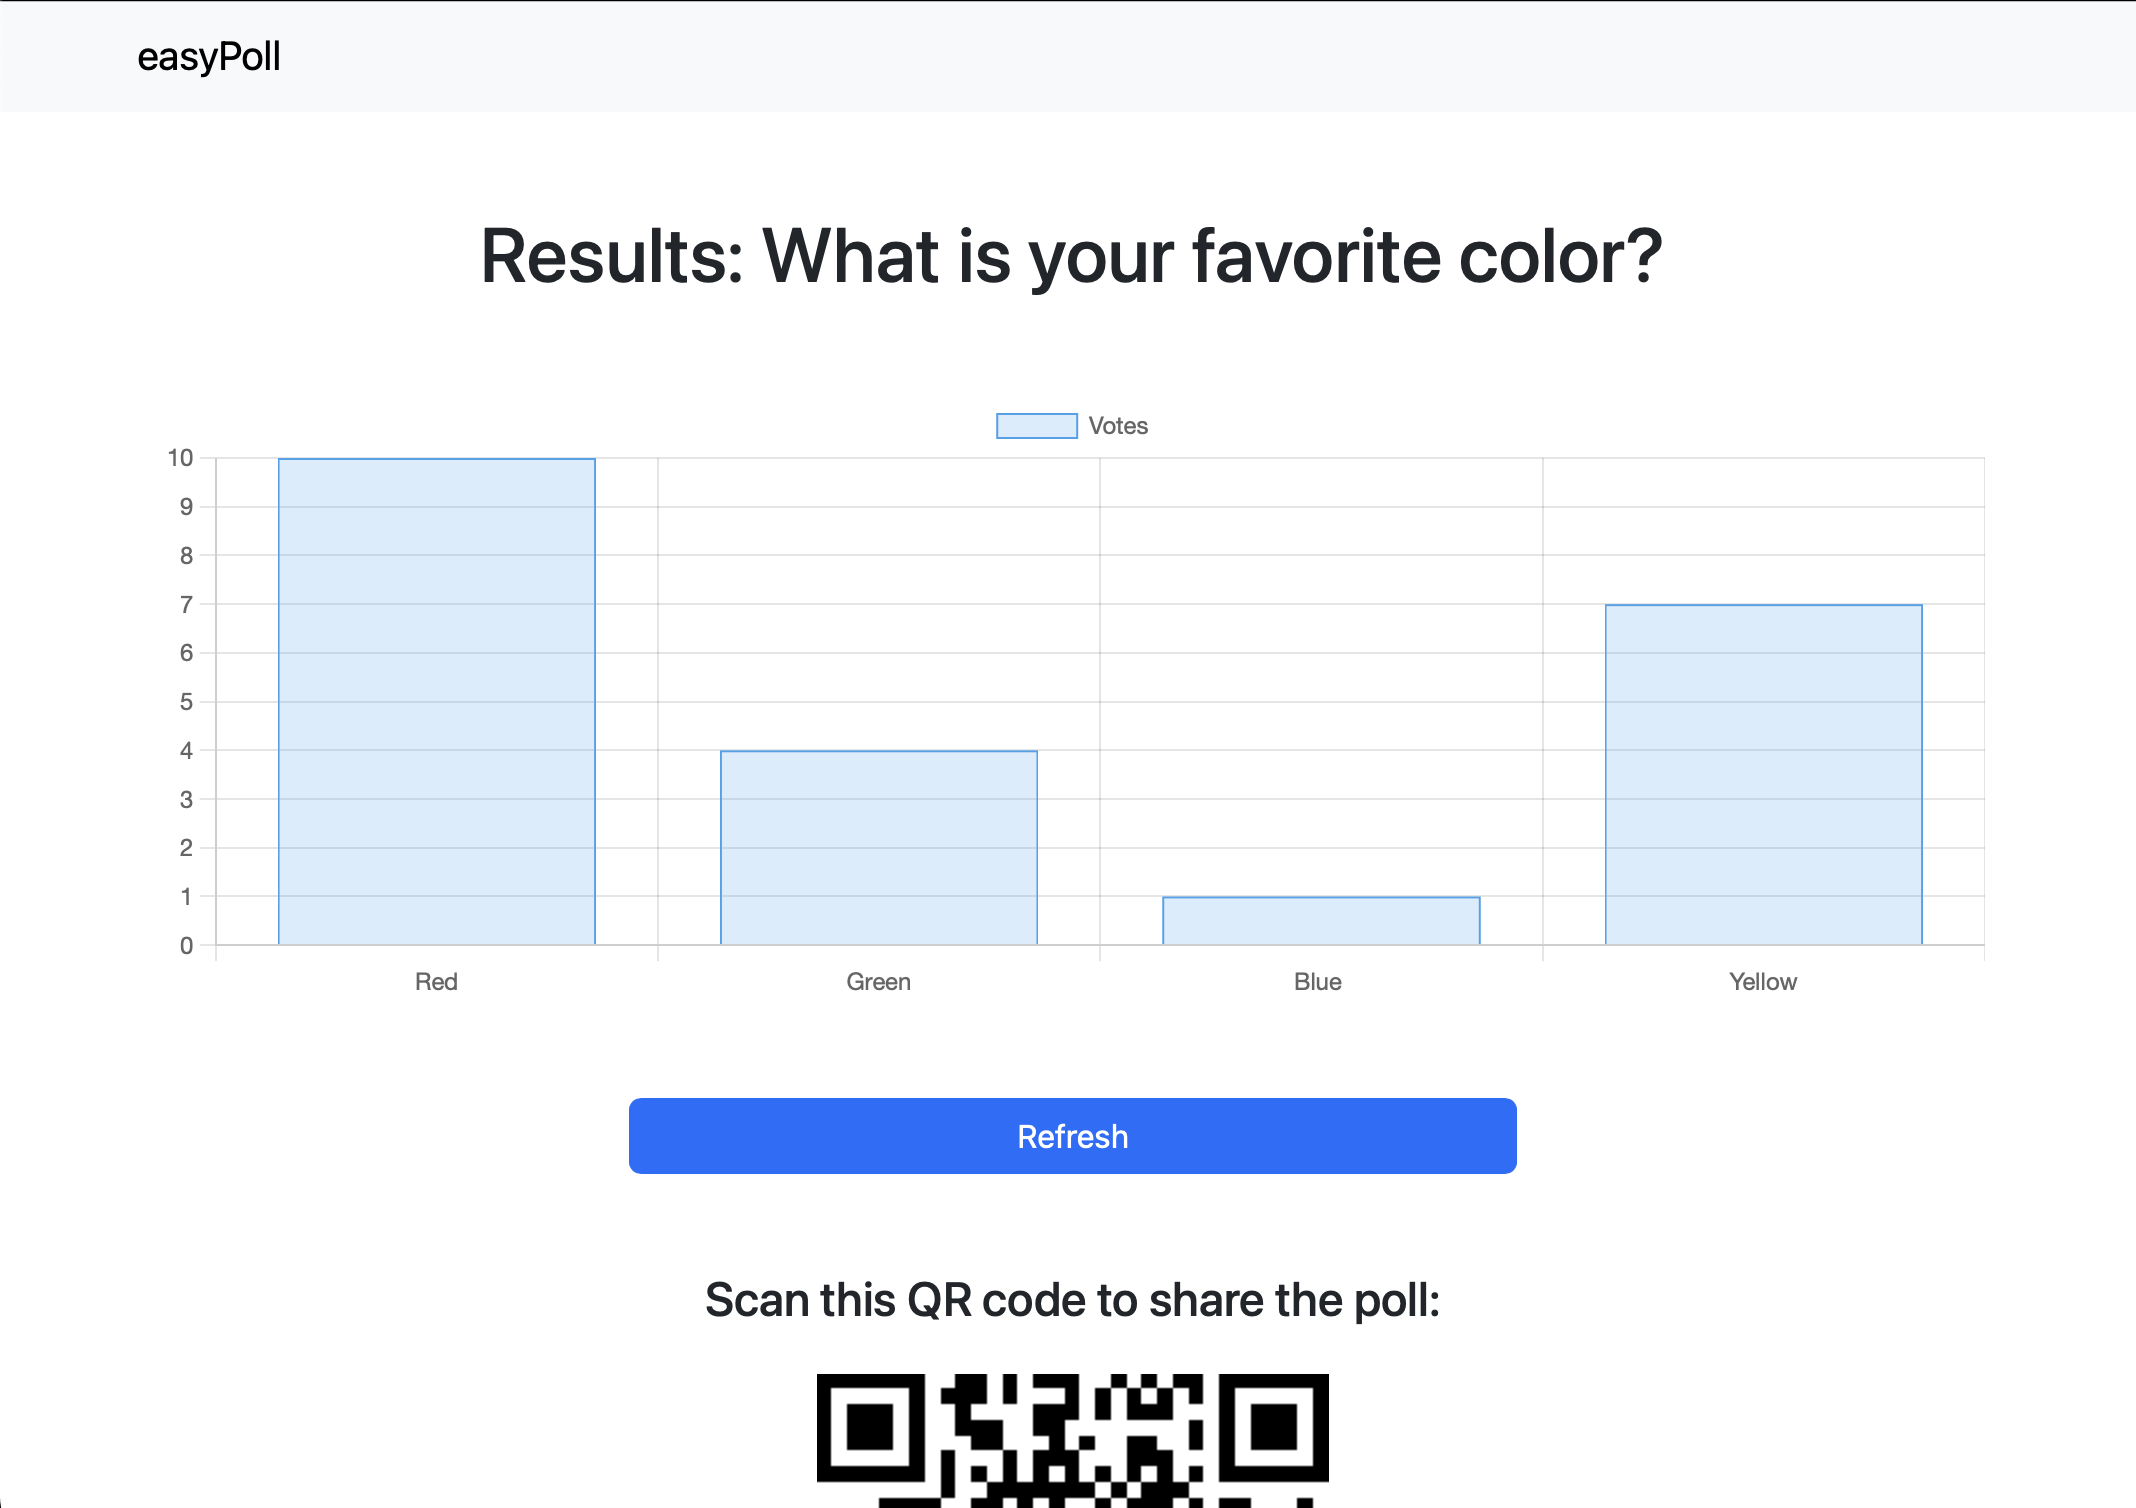 easyPoll
Results: What is your favorite color?
Votes
10
9
8
7
6
5
4
3
2
1
0
Red Green Blue Yellow
Refresh
Scan this QR code to share the poll: